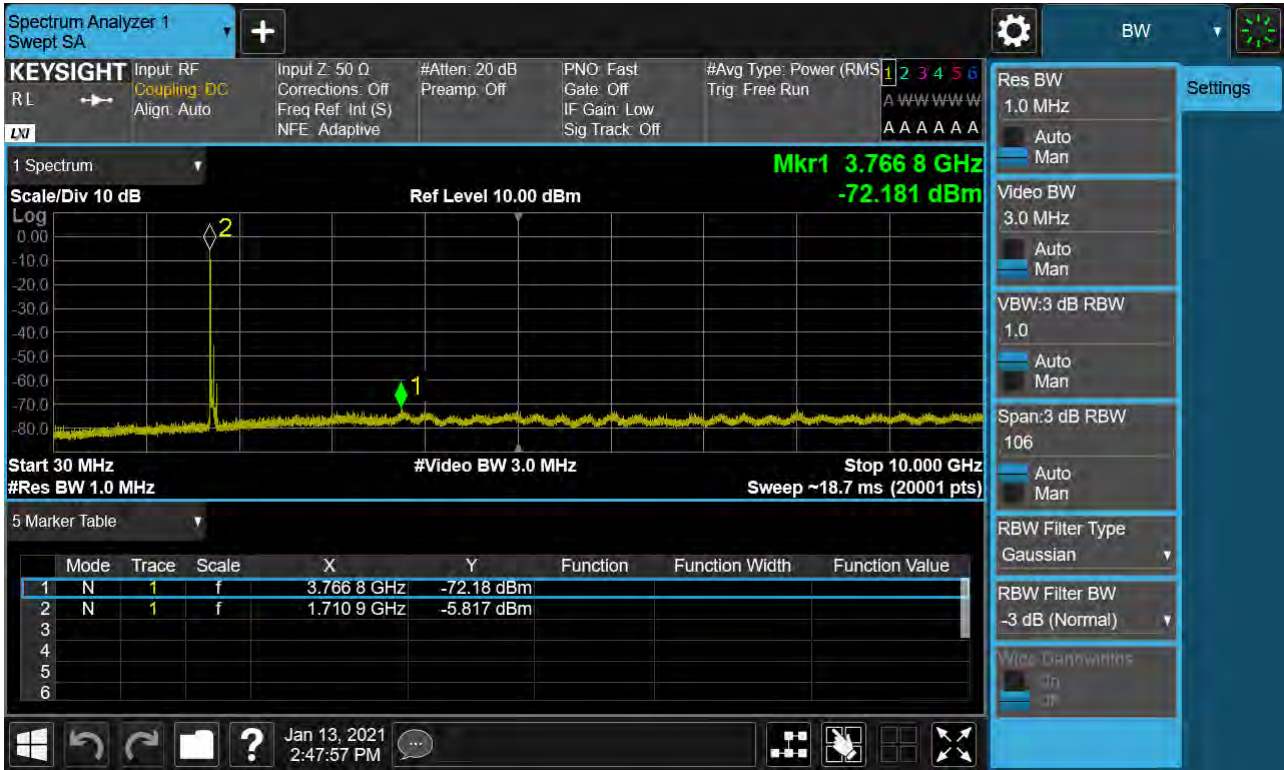 Spectrum Analyzer 1
Swept SA
BW
KEYSIGHT
R L
LXI
Input: RF
Coupling: DC
Align: Auto
Input Z: 50 Ω
Corrections: Off
Freq Ref: Int (S)
NFE: Adaptive
#Atten: 20 dB
Preamp: Off
PNO: Fast
Gate: Off
IF Gain: Low
Sig Track: Off
#Avg Type: Power (RMS
Trig: Free Run
1 2 3 4 5 6
A W W W W W
A A A A A A
1 Spectrum
Mkr1 3.766 8 GHz
Scale/Div 10 dB
Ref Level 10.00 dBm
-72.181 dBm
Log
0.00
-10.0
-20.0
-30.0
-40.0
-50.0
-60.0
-70.0
-80.0
2
1
Start 30 MHz
#Video BW 3.0 MHz
Stop 10.000 GHz
#Res BW 1.0 MHz
Sweep ~18.7 ms (20001 pts)
5 Marker Table
Mode Trace Scale X Y Function Function Width Function Value
1 N 1 f 3.766 8 GHz -72.18 dBm
2 N 1 f 1.710 9 GHz -5.817 dBm
3
4
5
6
Jan 13, 2021
2:47:57 PM
Res BW
1.0 MHz
Auto
Man
Video BW
3.0 MHz
Auto
Man
VBW:3 dB RBW
1.0
Auto
Man
Span:3 dB RBW
106
Auto
Man
RBW Filter Type
Gaussian
RBW Filter BW
-3 dB (Normal)
Settings